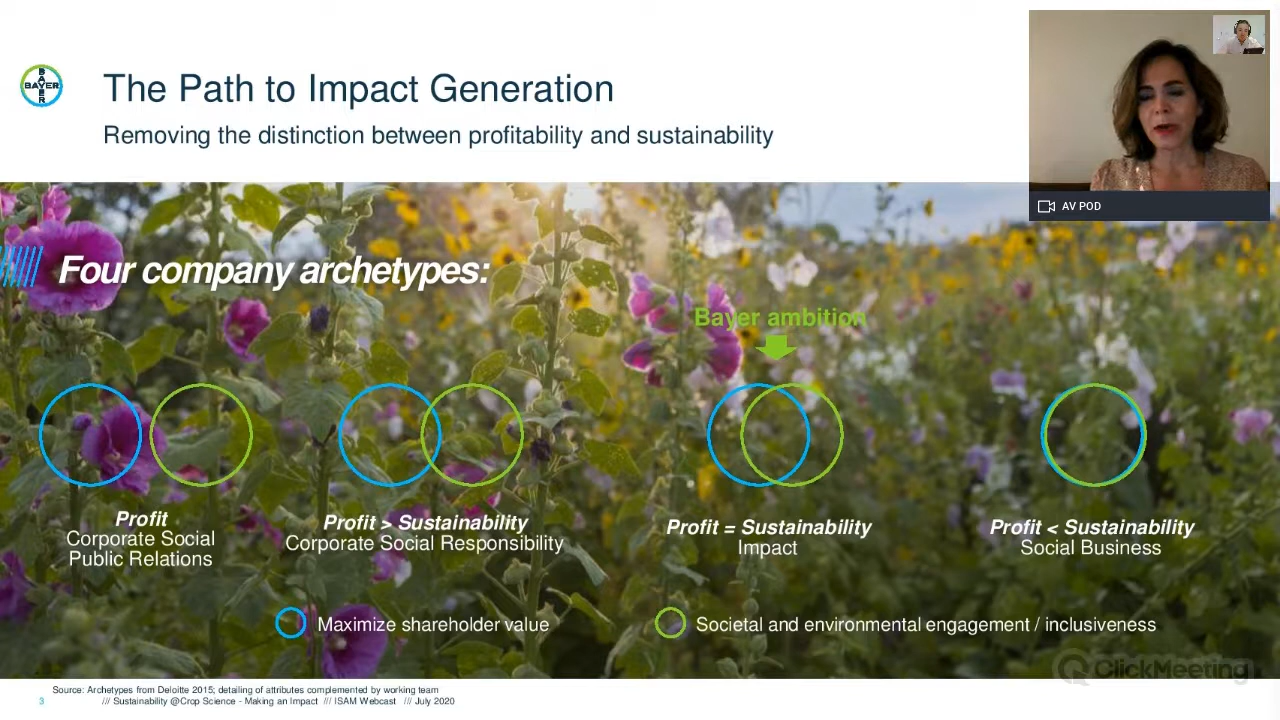 BAYER
BAYER
The Path to Impact Generation
Removing the distinction between profitability and sustainability
AV POD
Four company archetypes:
Bayer ambition
Profit
Corporate Social
Public Relations
Profit > Sustainability
Corporate Social Responsibility
Profit = Sustainability
Impact
Profit < Sustainability
Social Business
Maximize shareholder value
Societal and environmental engagement / inclusiveness
ClickMeeting
Source: Archetypes from Deloitte 2015; detailing of attributes complemented by working team
3
/// Sustainability @Crop Science - Making an Impact /// ISAM Webcast /// July 2020